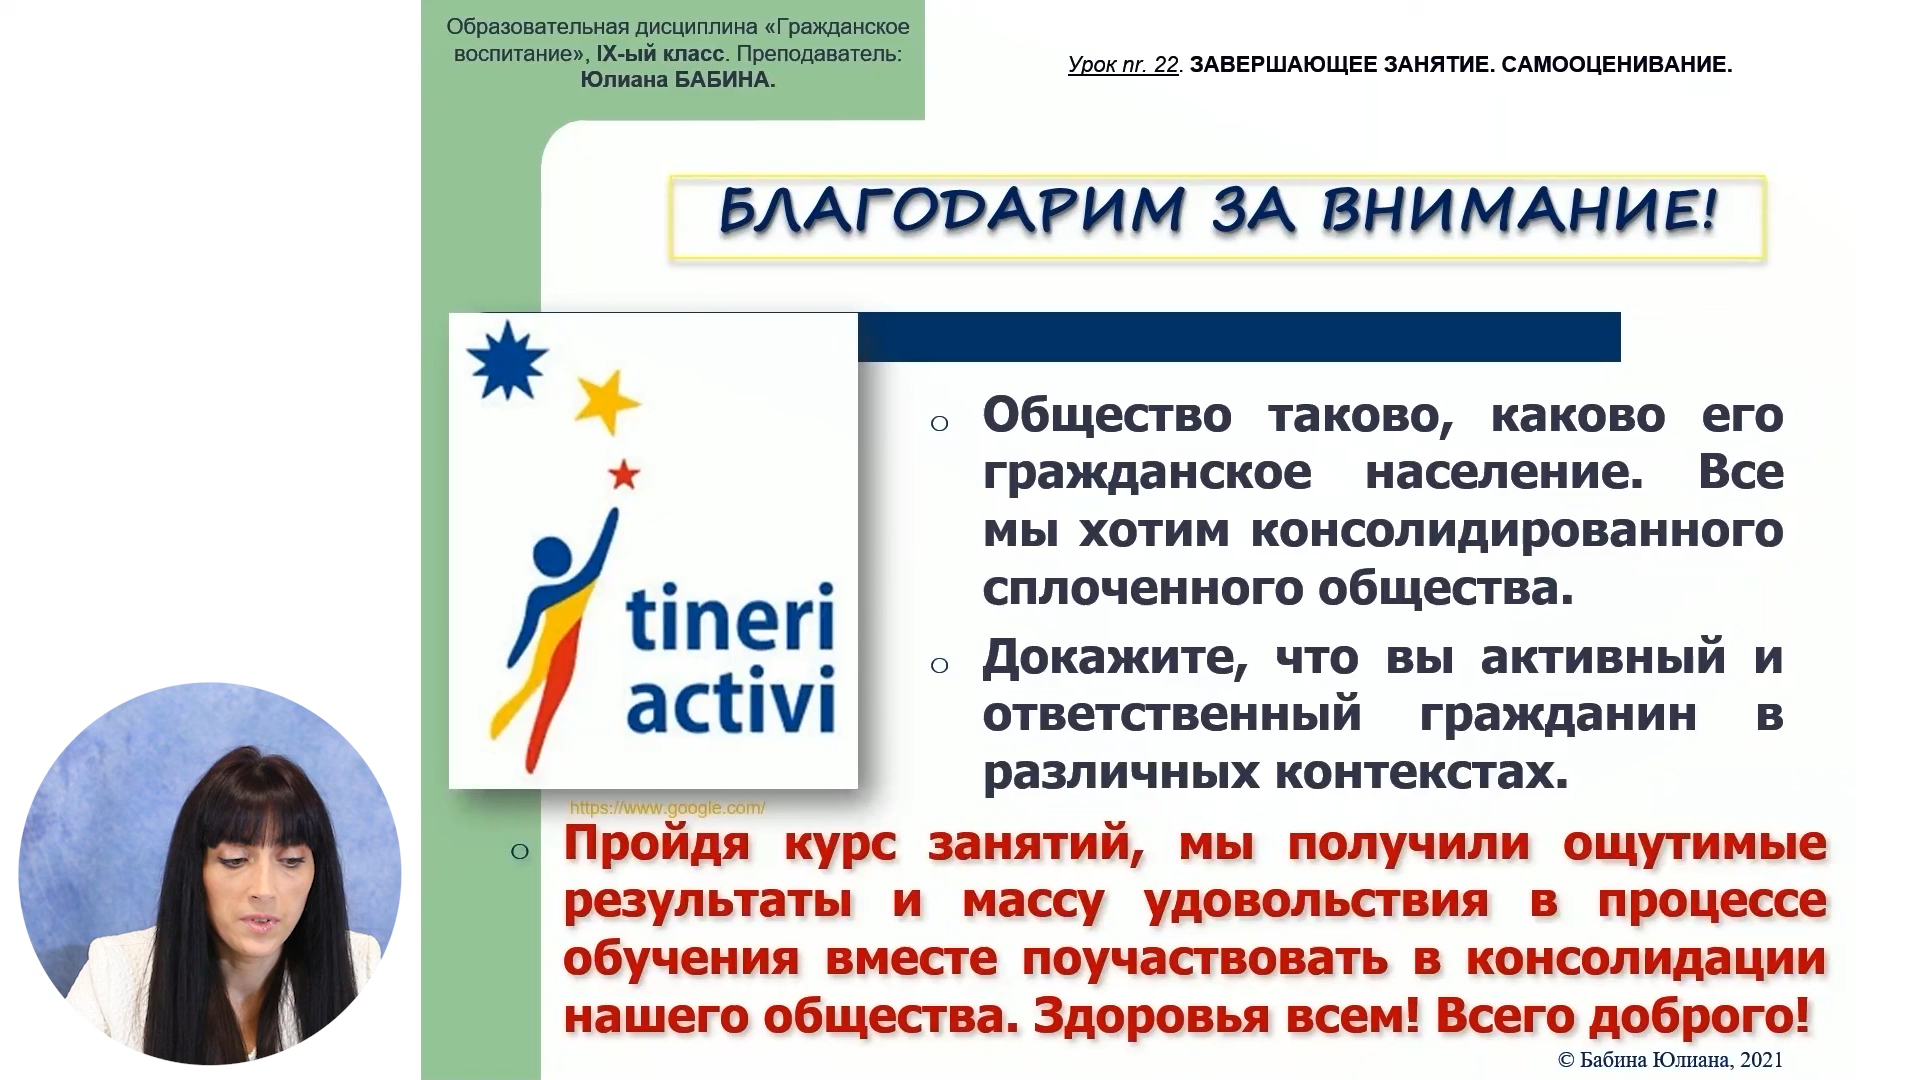 Образовательная дисциплина «Гражданское
воспитание», IX-ый класс. Преподаватель:
Юлиана БАБИНА.
Урок nr. 22. ЗАВЕРШАЮЩЕЕ ЗАНЯТИЕ. САМООЦЕНИВАНИЕ.
БЛАГОДАРИМ ЗА ВНИМАНИЕ!
tineri
activi
https://www.google.com/
Общество таково, каково его
гражданское население. Все
мы хотим консолидированного
сплоченного общества.
Докажите, что вы активный и
ответственный гражданин в
различных контекстах.
Пройдя курс занятий, мы получили ощутимые
результаты и массу удовольствия в процессе
обучения вместе поучаствовать в консолидации
нашего общества. Здоровья всем! Всего доброго!
© Бабина Юлиана, 2021